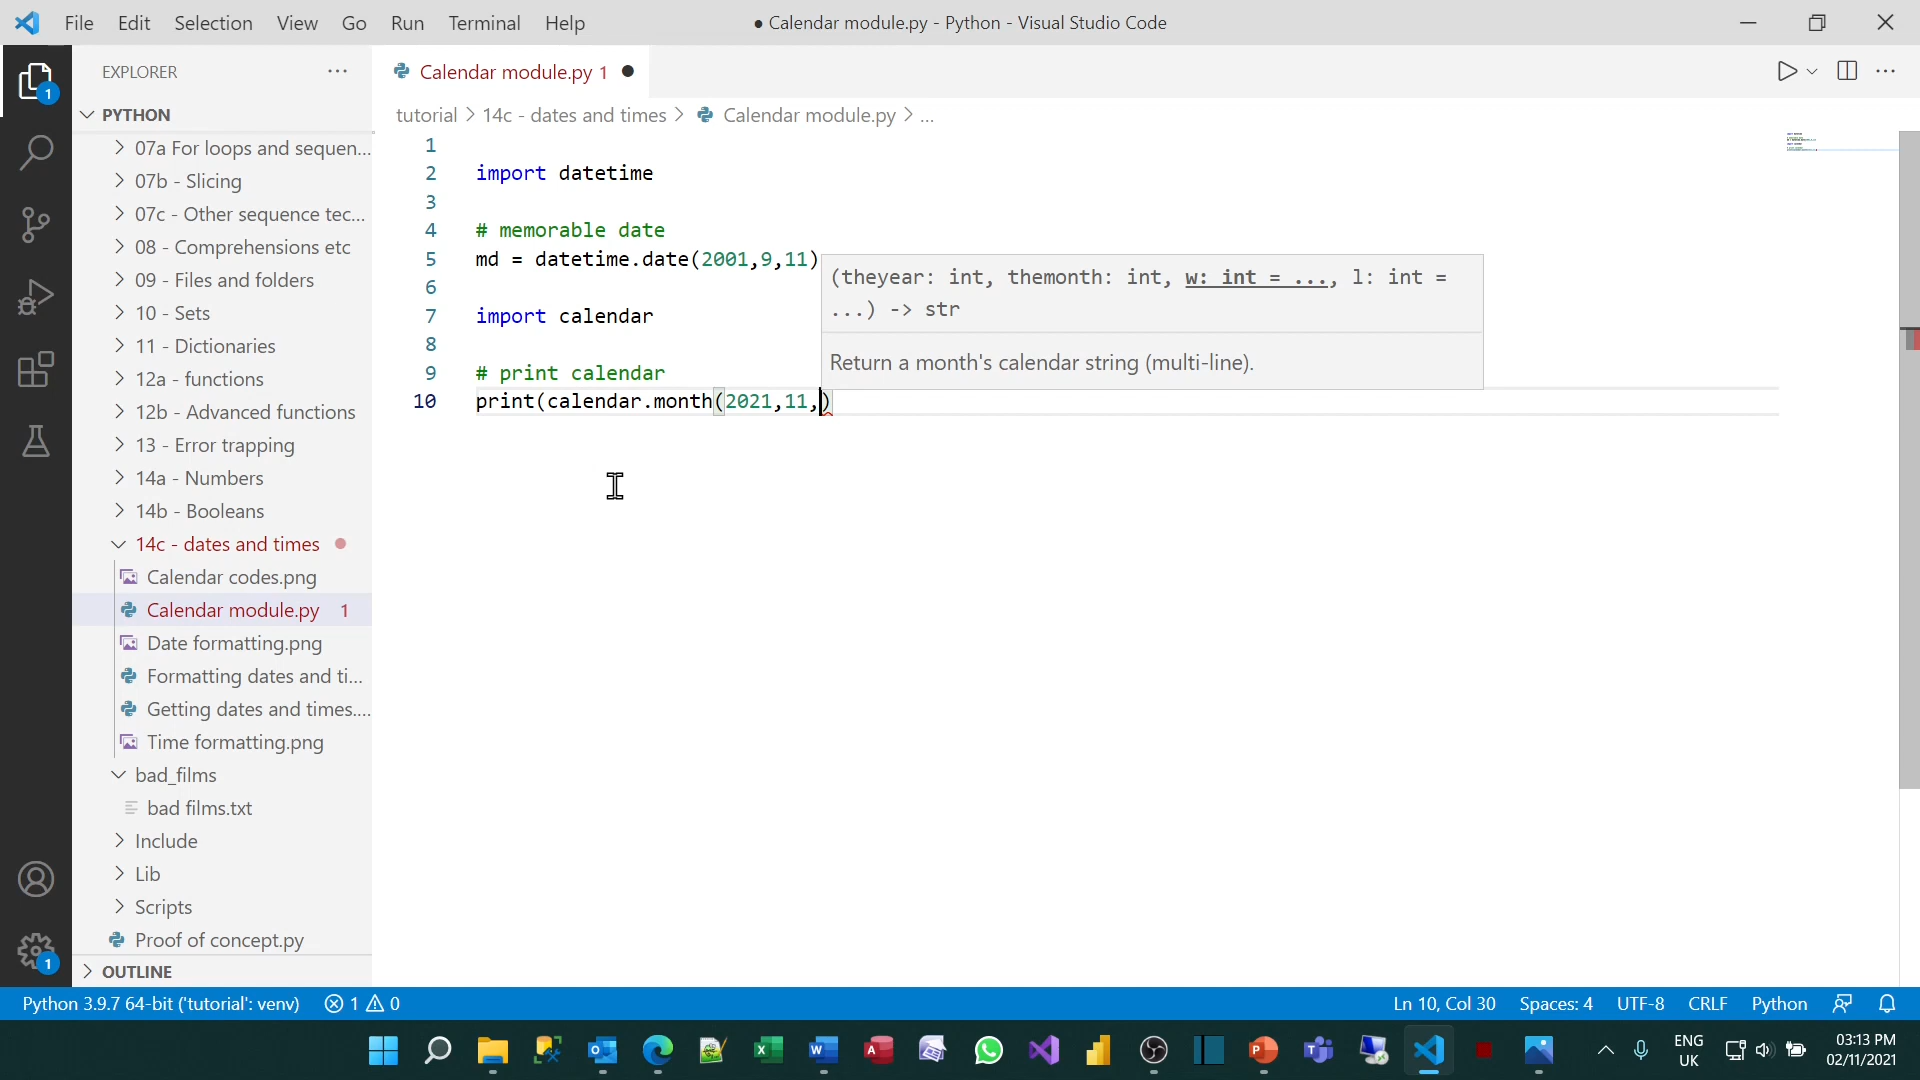 File Edit Selection View Go Run Terminal Help
● Calendar module.py - Python - Visual Studio Code
EXPLORER
Calendar module.py 1
PYTHON
tutorial > 14c - dates and times > Calendar module.py > ...
07a For loops and sequen...
07b - Slicing
07c - Other sequence tec...
08 - Comprehensions etc
09 - Files and folders
10 - Sets
11 - Dictionaries
12a - functions
12b - Advanced functions
13 - Error trapping
14a - Numbers
14b - Booleans
14c - dates and times
Calendar codes.png
Calendar module.py 1
Date formatting.png
Formatting dates and ti...
Getting dates and times....
Time formatting.png
bad_films
bad films.txt
Include
Lib
Scripts
Proof of concept.py
OUTLINE
1
2 import datetime
3
4 # memorable date
5 md = datetime.date(2001,9,11)
6
7 import calendar
8
9 # print calendar
10 print(calendar.month(2021,11,)
(theyear: int, themonth: int, w: int = ..., l: int =
...) -> str
Return a month's calendar string (multi-line).
1
1
Python 3.9.7 64-bit ('tutorial': venv) 1 0
Ln 10, Col 30 Spaces: 4 UTF-8 CRLF Python
ENG
UK
03:13 PM
02/11/2021